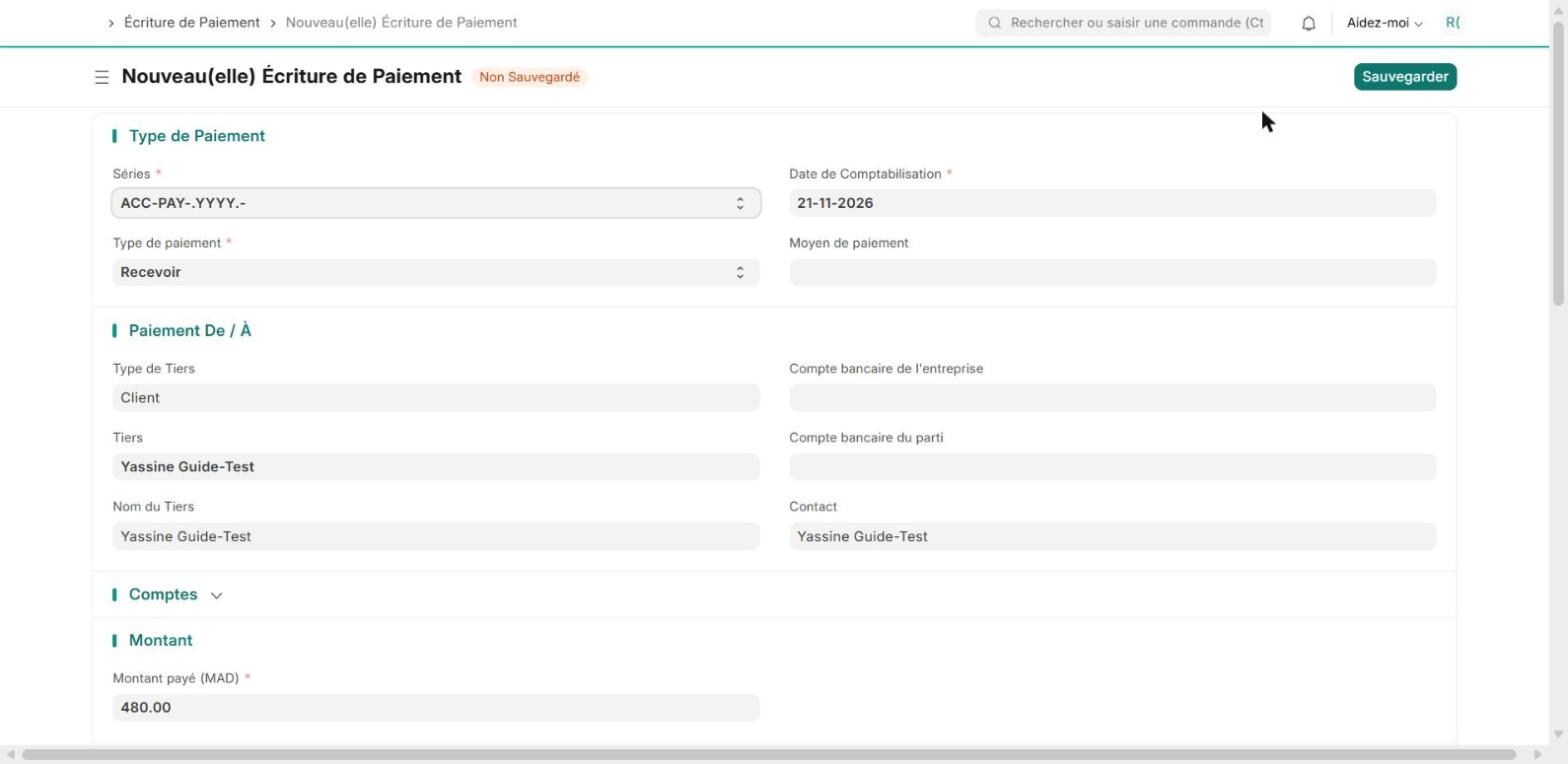 Écriture de Paiement Nouveau(elle) Écriture de Paiement Rechercher ou saisir une commande (Ct Aidez-moi R(
Nouveau(elle) Écriture de Paiement Non Sauvegardé Sauvegarder
Type de Paiement
Séries * Date de Comptabilisation *
ACC-PAY-.YYYY.- 21-11-2026
Type de paiement * Moyen de paiement
Recevoir
Paiement De / À
Type de Tiers Compte bancaire de l'entreprise
Client
Tiers Compte bancaire du parti
Yassine Guide-Test
Nom du Tiers Contact
Yassine Guide-Test Yassine Guide-Test
Comptes
Montant
Montant payé (MAD) *
480.00